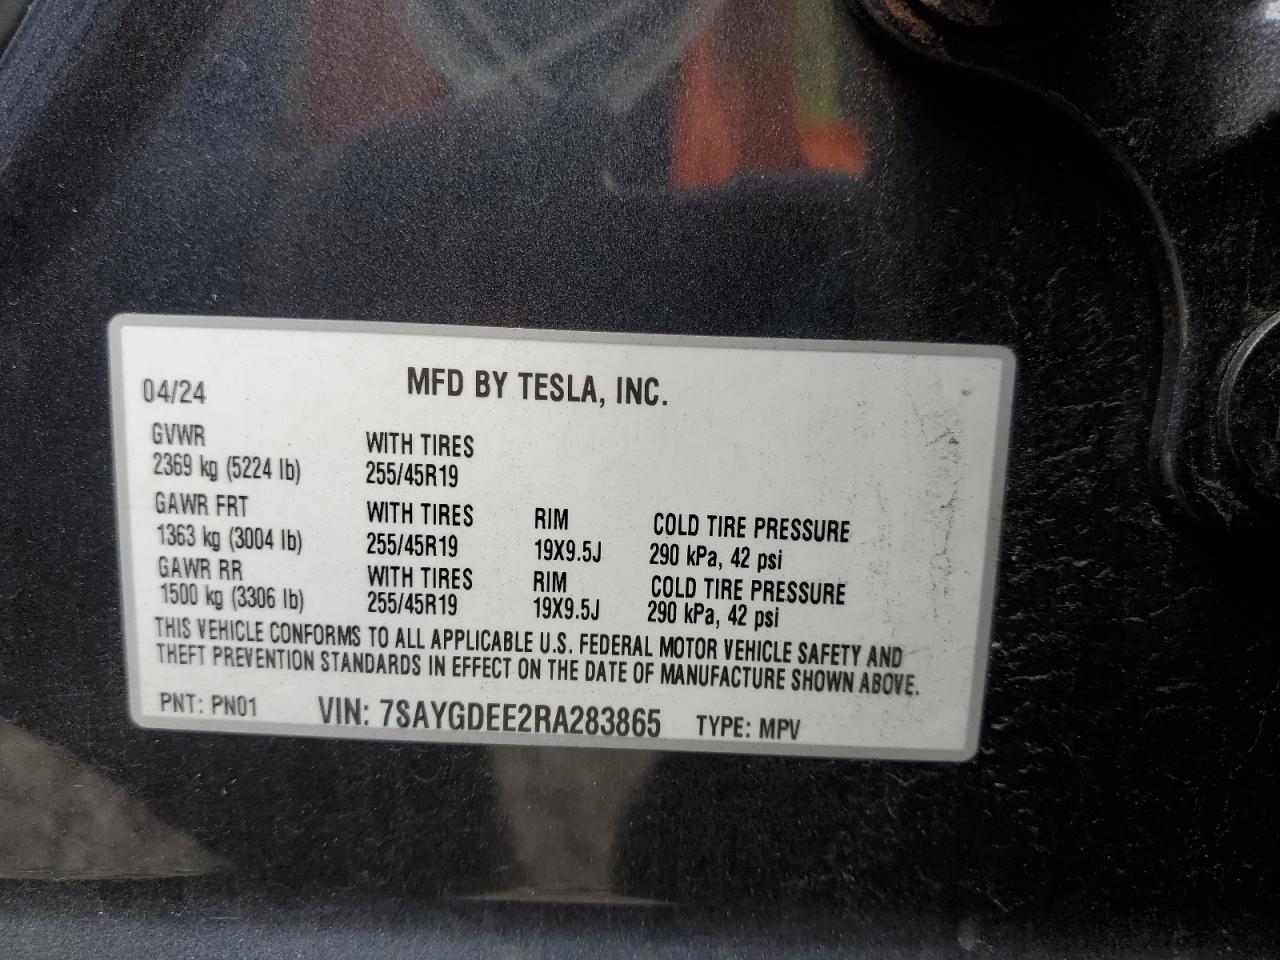 04/24 MFD BY TESLA, INC.
GVWR WITH TIRES
2369 kg (5224 lb) 255/45R19
GAWR FRT WITH TIRES RIM COLD TIRE PRESSURE
1363 kg (3004 lb) 255/45R19 19X9.5J 290 kPa, 42 psi
GAWR RR WITH TIRES RIM COLD TIRE PRESSURE
1500 kg (3306 lb) 255/45R19 19X9.5J 290 kPa, 42 psi
THIS VEHICLE CONFORMS TO ALL APPLICABLE U.S. FEDERAL MOTOR VEHICLE SAFETY AND
THEFT PREVENTION STANDARDS IN EFFECT ON THE DATE OF MANUFACTURE SHOWN ABOVE.
PNT: PN01 VIN: 7SAYGDEE2RA283865 TYPE: MPV